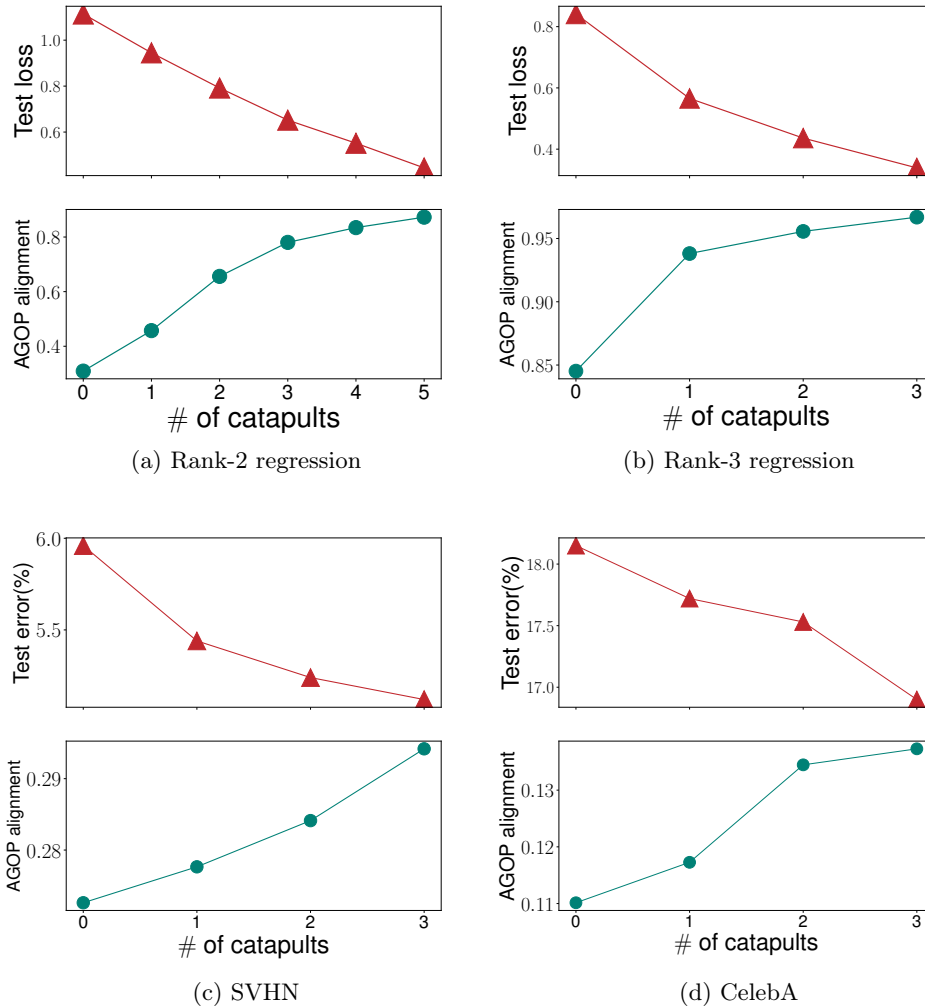 1.0
0.8
0.6
Test loss
0.8
0.6
0.4
AGOP alignment
0 1 2 3 4 5
# of catapults
(a) Rank-2 regression
0.8
0.6
0.4
Test loss
0.95
0.90
0.85
AGOP alignment
0 1 2 3
# of catapults
(b) Rank-3 regression
6.0
5.5
Test error(%)
0.29
0.28
AGOP alignment
0 1 2 3
# of catapults
(c) SVHN
18.0
17.5
17.0
Test error(%)
0.13
0.12
0.11
AGOP alignment
0 1 2 3
# of catapults
(d) CelebA